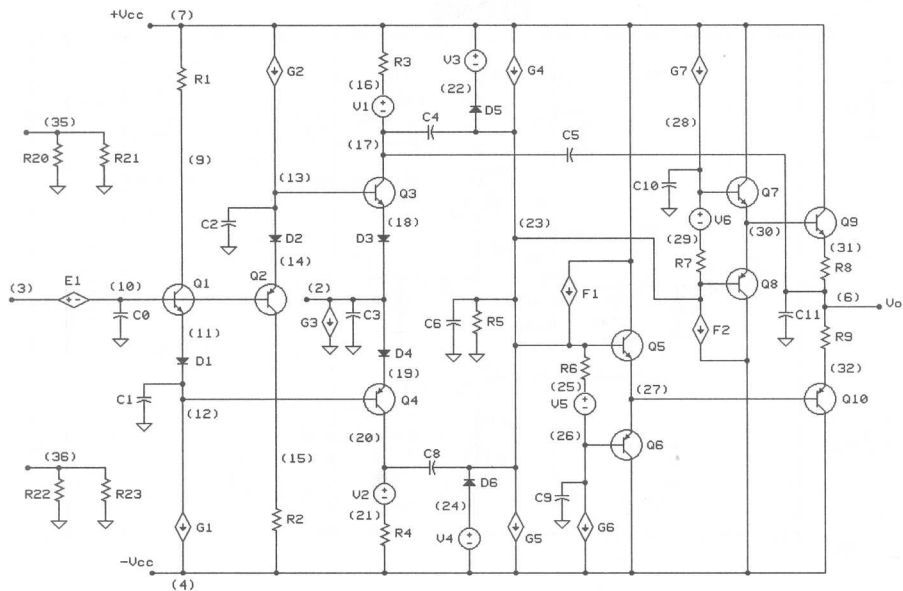 +Vcc (7)
R1
G2
R3
V3
G4
G7
(16)
(22)
V1
D5
C4
(28)
(35)
(17)
C5
R20
R21
(9)
(13)
C10
Q7
Q3
C2
(18)
V6
Q9
D2
D3
(23)
(29)
(30)
(31)
(14)
R7
R8
(3)
E1
(10)
Q1
Q2
(2)
F1
Q8
(6)
Vo
C0
G3
C3
C6
R5
C11
(11)
F2
R9
D1
D4
Q5
R6
(19)
(25)
(32)
C1
(12)
Q4
V5
(27)
Q10
(20)
(26)
Q6
(36)
(15)
C8
R22
R23
V2
D6
C9
(21)
(24)
G1
R2
R4
V4
G5
G6
-Vcc
(4)